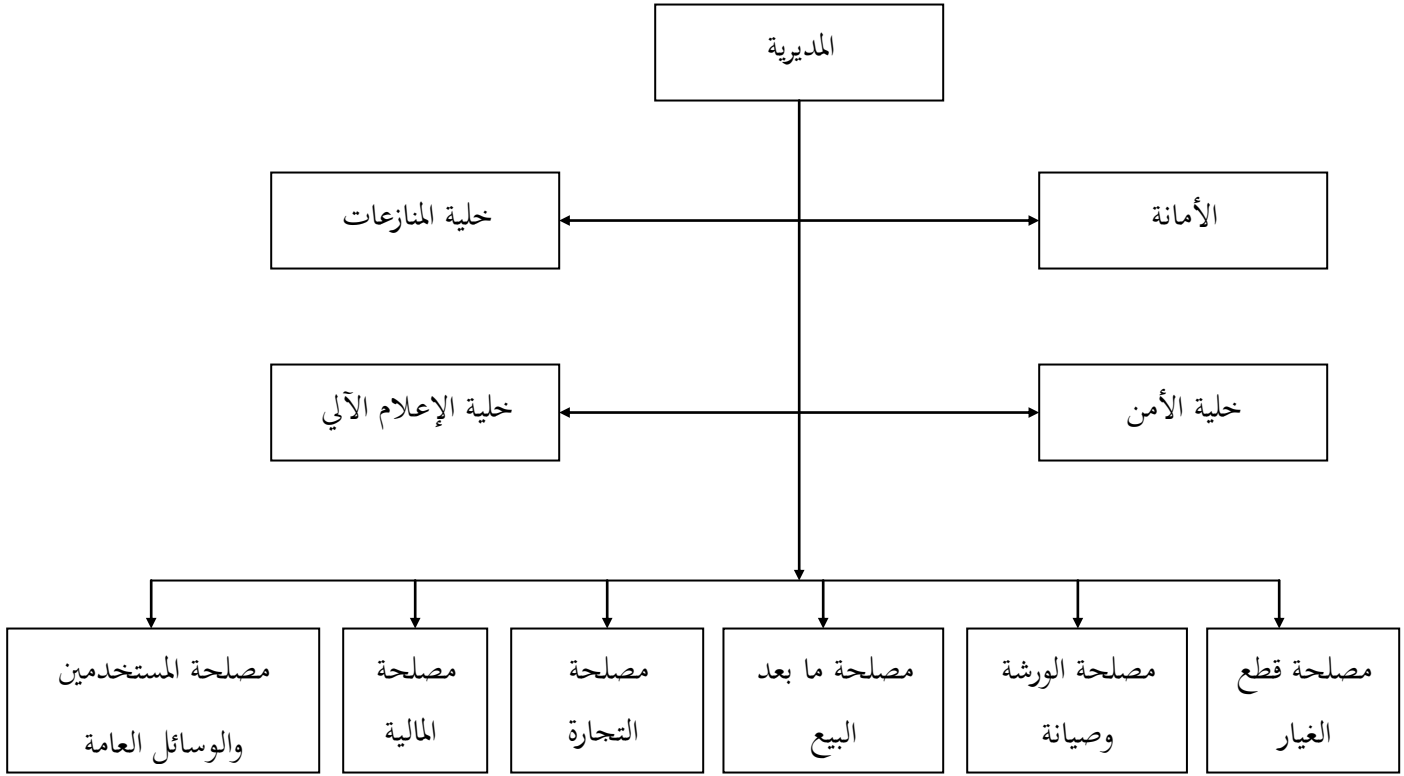 المديرية
الأمانة
خلية المنازعات
خلية الأمن
خلية الإعلام الآلي
مصلحة قطع
الغيار
مصلحة الورشة
وصيانة
مصلحة ما بعد
البيع
مصلحة
التجارة
مصلحة
المالية
مصلحة المستخدمين
والوسائل العامة